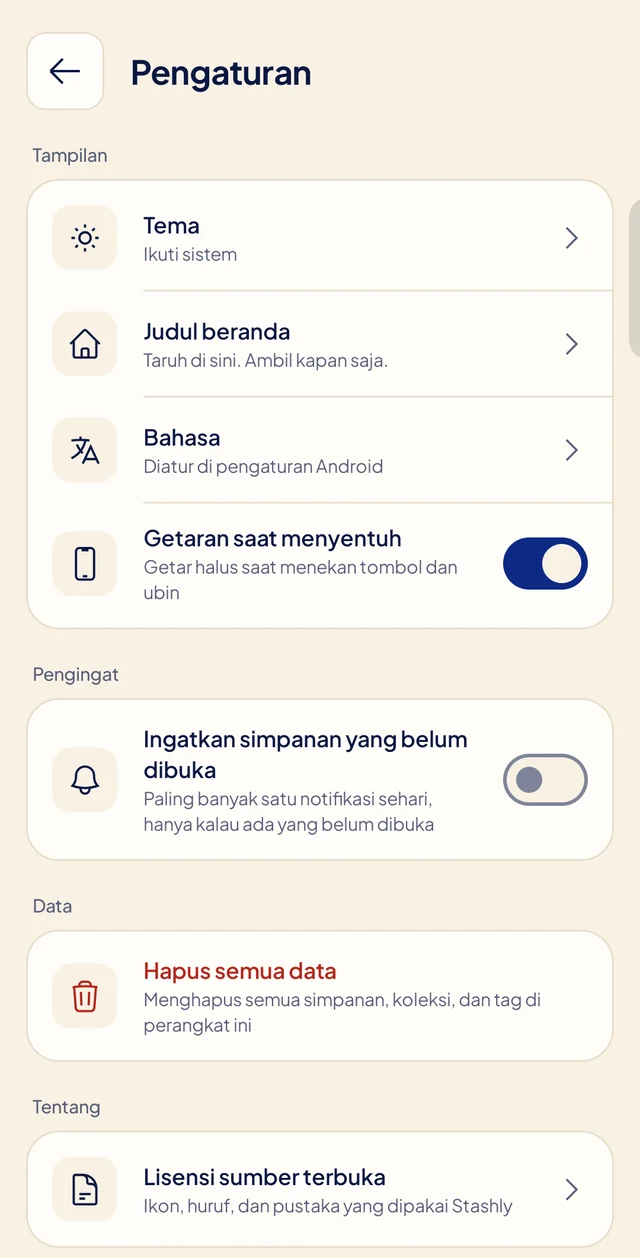 Pengaturan
Tampilan
Tema
Ikuti sistem
Judul beranda
Taruh di sini. Ambil kapan saja.
Bahasa
Diatur di pengaturan Android
Getaran saat menyentuh
Getar halus saat menekan tombol dan
ubin
Pengingat
Ingatkan simpanan yang belum
dibuka
Paling banyak satu notifikasi sehari,
hanya kalau ada yang belum dibuka
Data
Hapus semua data
Menghapus semua simpanan, koleksi, dan tag di
perangkat ini
Tentang
Lisensi sumber terbuka
Ikon, huruf, dan pustaka yang dipakai Stashly